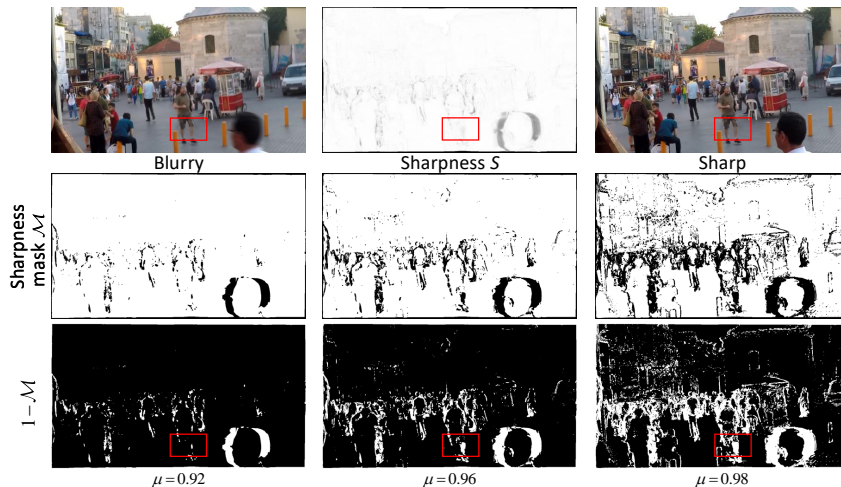 Blurry
Sharpness S
Sharp
Sharpness
mask ℳ
1 − ℳ
μ = 0.92
μ = 0.96
μ = 0.98